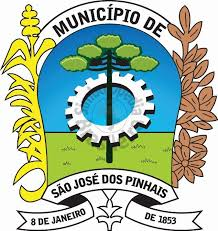 MUNICÍPIO DE
SÃO JOSÉ DOS PINHAIS
8 DE JANEIRO DE 1853